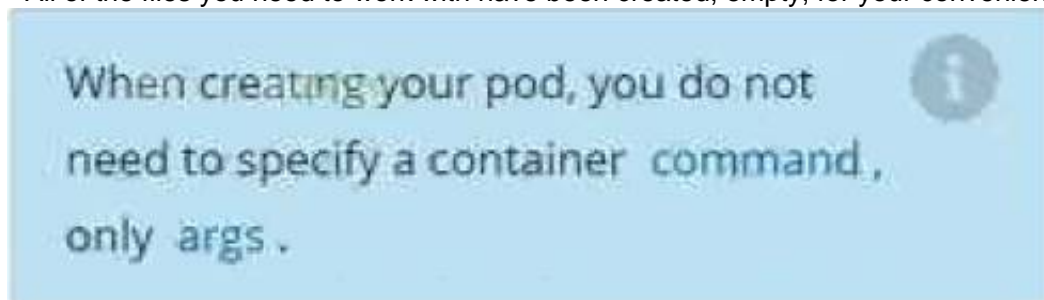 When creating your pod, you do not
need to specify a container command,
only args.